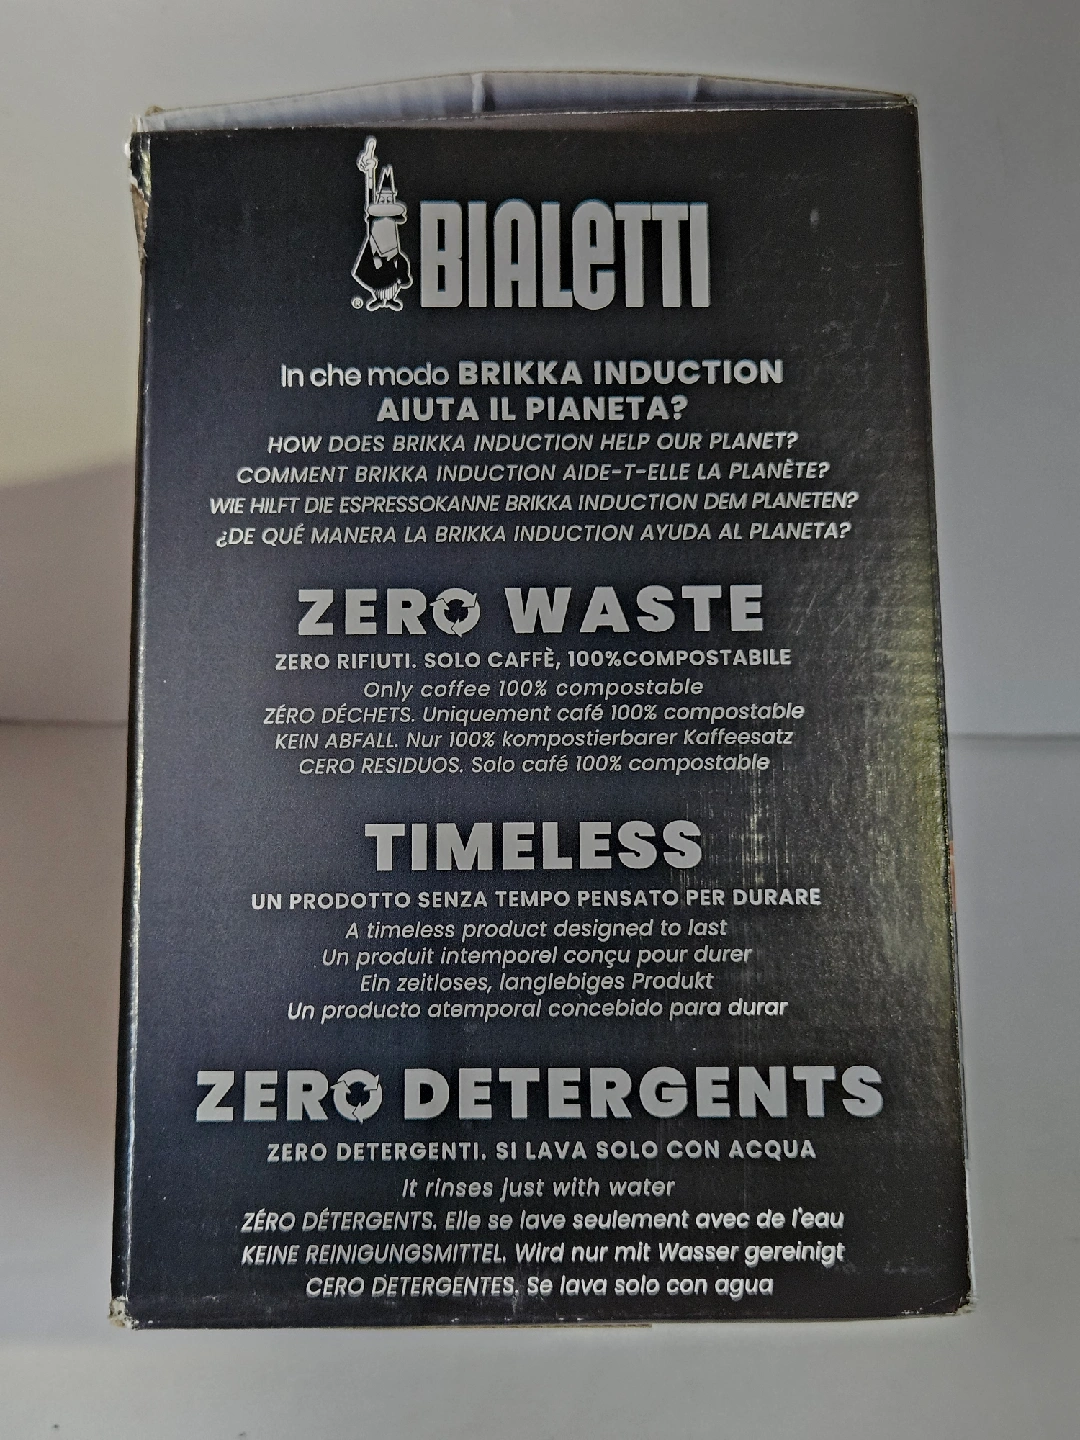 ®
BIALETTI
In che modo BRIKKA INDUCTION
AIUTA IL PIANETA?
HOW DOES BRIKKA INDUCTION HELP OUR PLANET?
COMMENT BRIKKA INDUCTION AIDE-T-ELLE LA PLANÈTE?
WIE HILFT DIE ESPRESSOKANNE BRIKKA INDUCTION DEM PLANETEN?
¿DE QUÉ MANERA LA BRIKKA INDUCTION AYUDA AL PLANETA?
ZERO WASTE
ZERO RIFIUTI. SOLO CAFFÈ, 100%COMPOSTABILE
Only coffee 100% compostable
ZÉRO DÉCHETS. Uniquement café 100% compostable
KEIN ABFALL. Nur 100% kompostierbarer Kaffeesatz
CERO RESIDUOS. Solo café 100% compostable
TIMELESS
UN PRODOTTO SENZA TEMPO PENSATO PER DURARE
A timeless product designed to last
Un produit intemporel conçu pour durer
Ein zeitloses, langlebiges Produkt
Un producto atemporal concebido para durar
ZERO DETERGENTS
ZERO DETERGENTI. SI LAVA SOLO CON ACQUA
It rinses just with water
ZÉRO DÉTERGENTS. Elle se lave seulement avec de l'eau
KEINE REINIGUNGSMITTEL. Wird nur mit Wasser gereinigt
CERO DETERGENTES. Se lava solo con agua